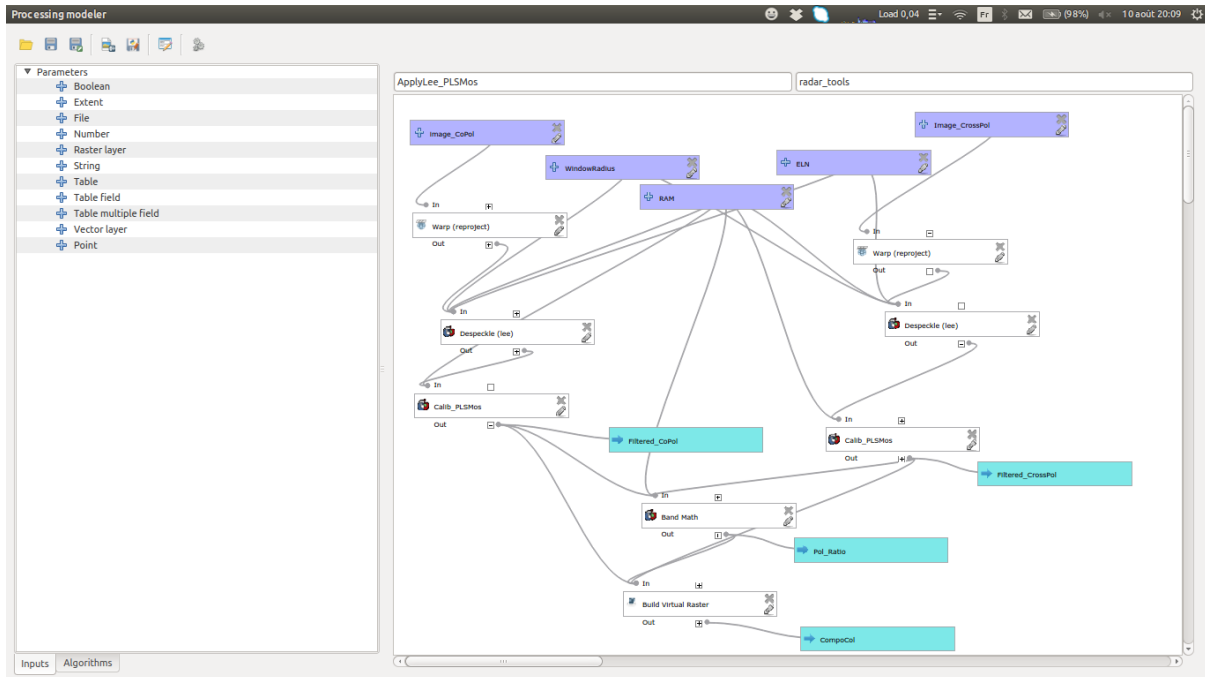 Processing modeler
Load 0,04
Fr
(98%)
10 août 20:09
Parameters
Boolean
Extent
File
Number
Raster layer
String
Table
Table field
Table multiple field
Vector layer
Point
Inputs
Algorithms
ApplyLee_PLSMos
radar_tools
Image_CoPol
Image_CrossPol
WindowRadius
ELN
RAM
In
Warp (reproject)
Out
In
Warp (reproject)
Out
In
Despeckle (lee)
Out
In
Despeckle (lee)
Out
In
Calib_PLSMos
Out
In
Calib_PLSMos
Out
Filtered_CoPol
Filtered_CrossPol
In
Band Math
Out
Pol_Ratio
In
Build Virtual Raster
Out
CompoCol